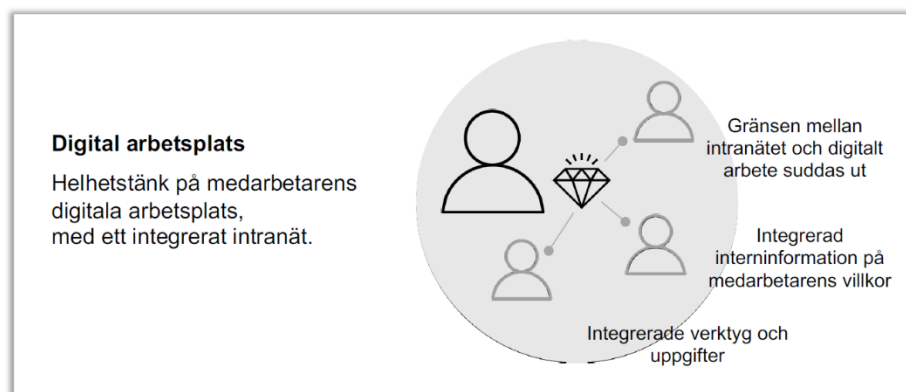 Digital arbetsplats
Helhetstänk på medarbetarens
digitala arbetsplats,
med ett integrerat intranät.
Gränsen mellan
intranätet och digitalt
arbete suddas ut
Integrerad
interninformation på
medarbetarens villkor
Integrerade verktyg och
uppgifter